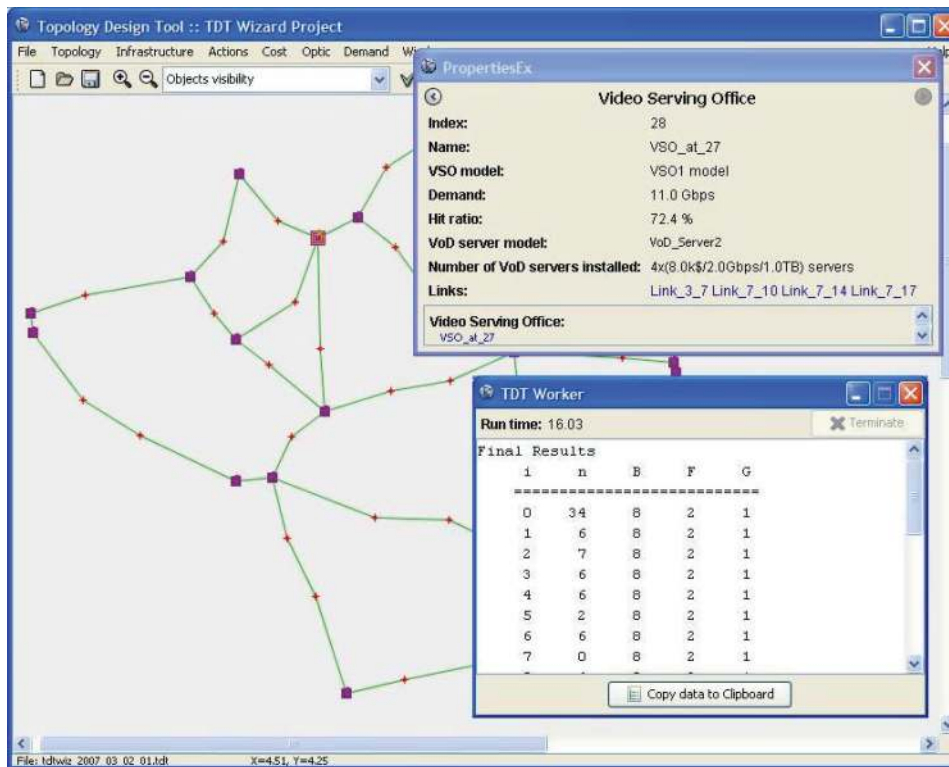 Topology Design Tool :: TDT Wizard Project
File Topology Infrastructure Actions Cost Optic Demand
Objects visibility
PropertiesEx
Video Serving Office
Index: 28
Name: VSO_at_27
VSO model: VSO1 model
Demand: 11.0 Gbps
Hit ratio: 72.4 %
VoD server model: VoD_Server2
Number of VoD servers installed: 4x(8.0k$/2.0Gbps/1.0TB) servers
Links: Link_3_7 Link_7_10 Link_7_14 Link_7_17
Video Serving Office:
VSO_at_27
TDT Worker
Run time: 16.03 Terminate
Final Results
i n B F G
===========================
0 34 8 2 1
1 6 8 2 1
2 7 8 2 1
3 6 8 2 1
4 6 8 2 1
5 2 8 2 1
6 6 8 2 1
7 0 8 2 1
Copy data to Clipboard
File: tdtwiz_2007_03_02_01.tdt X=4.51, Y=4.25